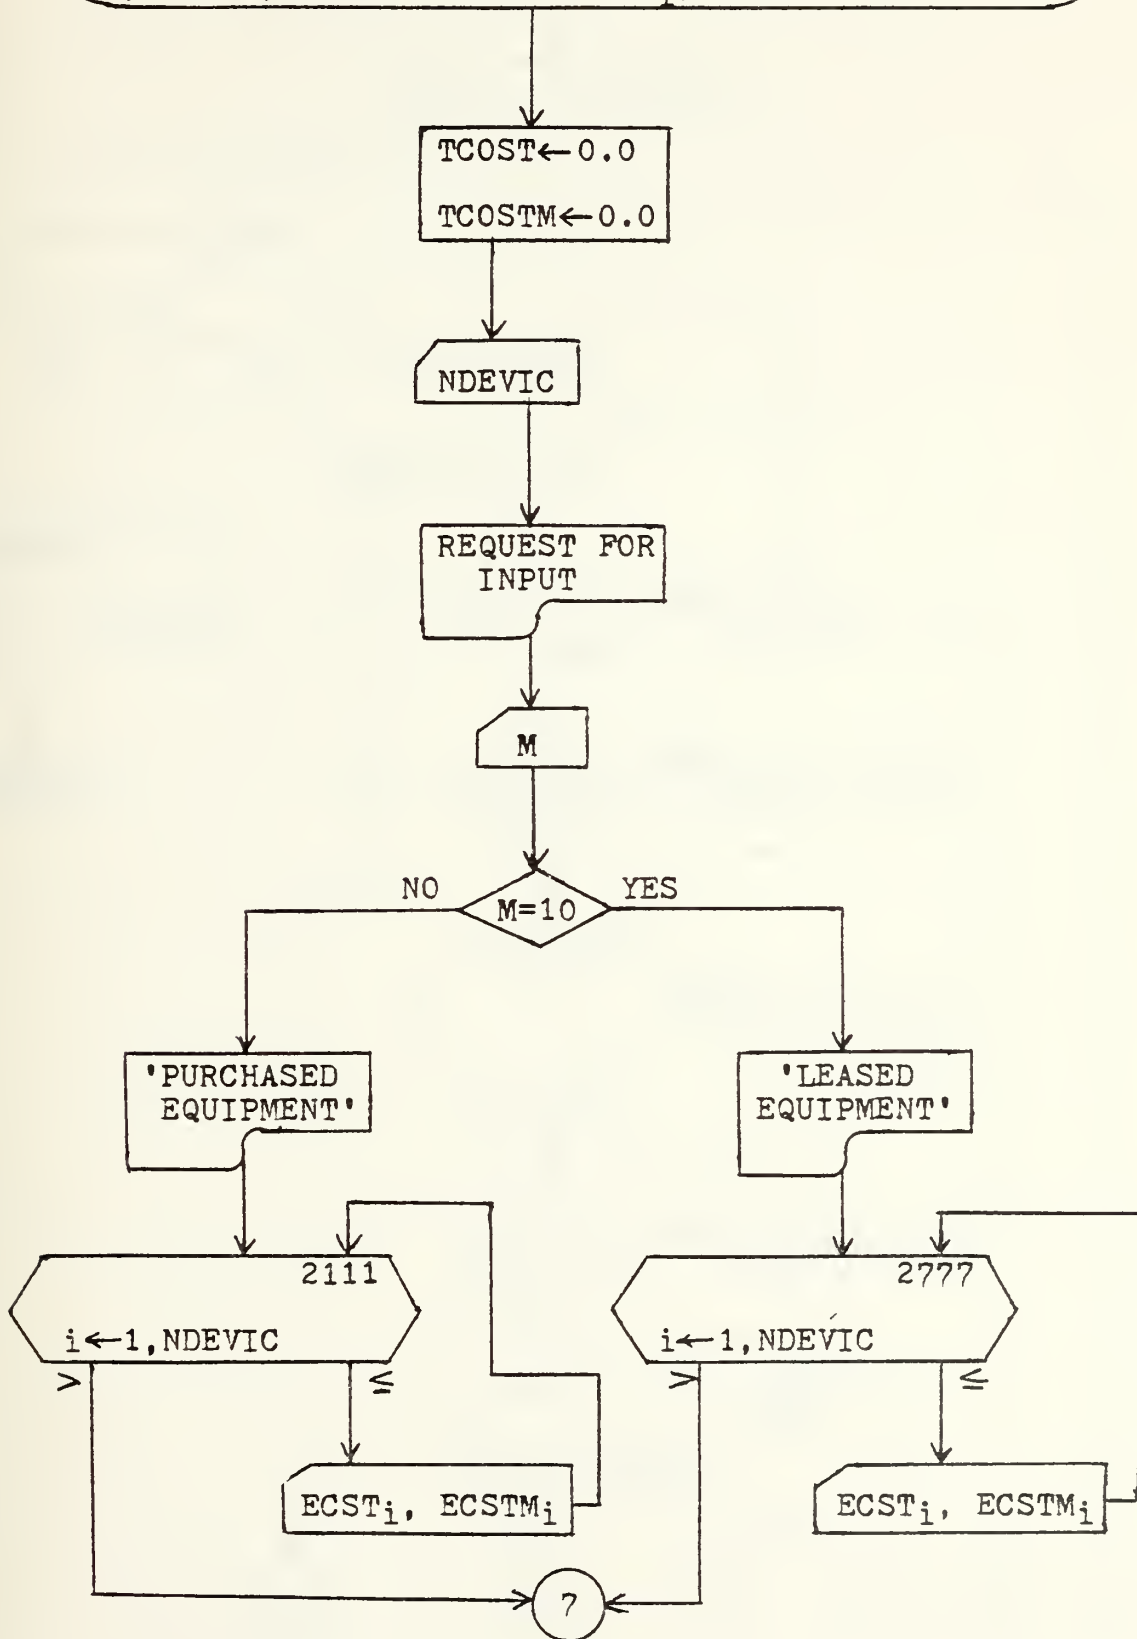 TCOST←0.0
TCOSTM←0.0
NDEVIC
REQUEST FOR
INPUT
M
NO
M=10
YES
'PURCHASED
EQUIPMENT'
'LEASED
EQUIPMENT'
2111
i←1,NDEVIC
>
≤
2777
i←1,NDEVIC
>
≤
ECSTi, ECSTMi
ECSTi, ECSTMi
7